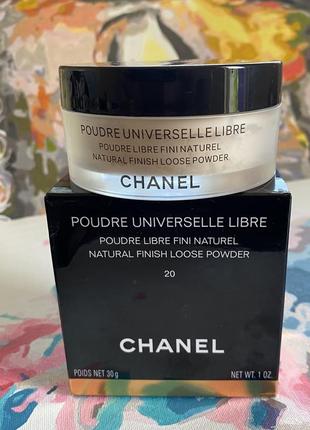 POUDRE UNIVERSELLE LIBRE
POUDRE LIBRE FINI NATUREL
NATURAL FINISH LOOSE POWDER
CHANEL
POUDRE UNIVERSELLE LIBRE
POUDRE LIBRE FINI NATUREL
NATURAL FINISH LOOSE POWDER
20
CHANEL
POIDS NET 30g NET WT. 1 OZ.